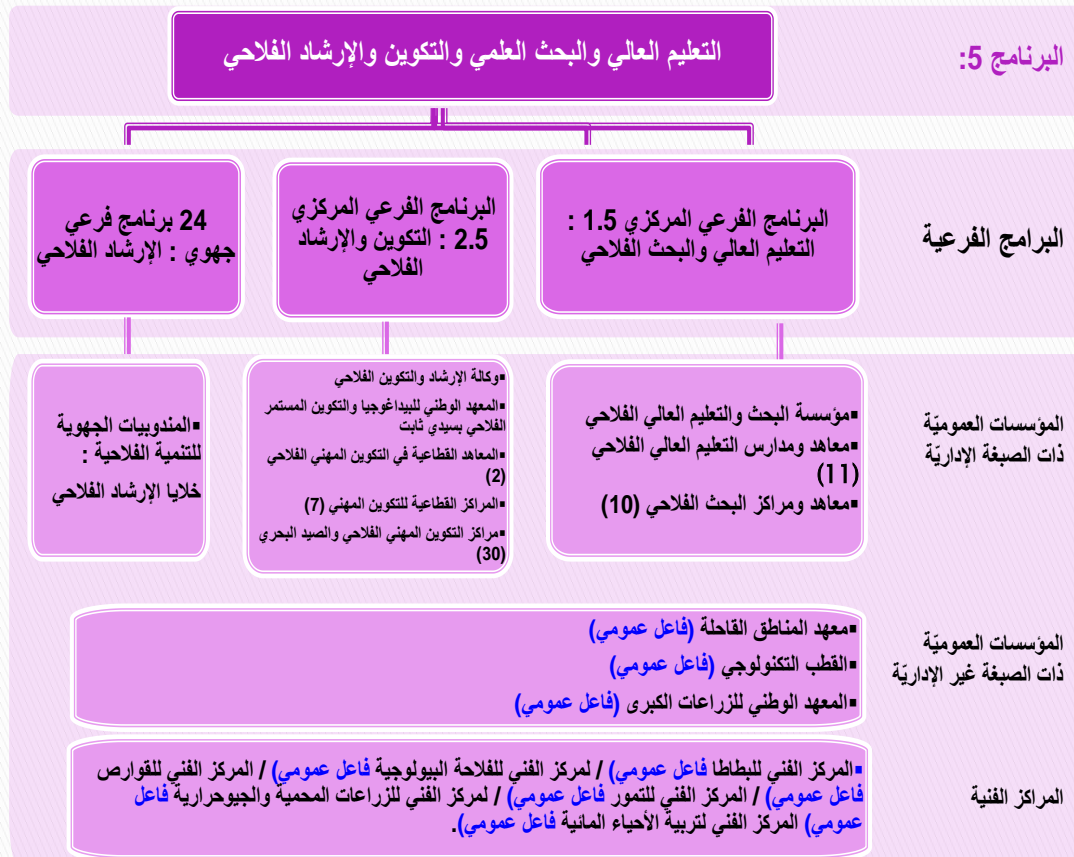 البرنامج 5:
التعليم العالي والبحث العلمي والتكوين والإرشاد الفلاحي
البرامج الفرعية
البرنامج الفرعي المركزي 1.5 :
التعليم العالي والبحث الفلاحي
البرنامج الفرعي المركزي
2.5 : التكوين والإرشاد
الفلاحي
24 برنامج فرعي
جهوي : الإرشاد الفلاحي
المؤسسات العموميّة
ذات الصبغة الإداريّة
▪مؤسسة البحث والتعليم العالي الفلاحي
▪معاهد ومدارس التعليم العالي الفلاحي
(11)
▪معاهد ومراكز البحث الفلاحي (10)
▪وكالة الإرشاد والتكوين الفلاحي
▪المعهد الوطني للبيداغوجيا والتكوين المستمر
الفلاحي بسيدي ثابت
▪المعاهد القطاعية في التكوين المهني الفلاحي
(2)
▪المراكز القطاعية للتكوين المهني (7)
▪مراكز التكوين المهني الفلاحي والصيد البحري
(30)
▪المندوبيات الجهوية
للتنمية الفلاحية :
خلايا الإرشاد الفلاحي
المؤسسات العموميّة
ذات الصبغة غير الإداريّة
▪معهد المناطق القاحلة (فاعل عمومي)
▪القطب التكنولوجي (فاعل عمومي)
▪المعهد الوطني للزراعات الكبرى (فاعل عمومي)
المراكز الفنية
▪المركز الفني للبطاطا فاعل عمومي) / لمركز الفني للفلاحة البيولوجية فاعل عمومي) / المركز الفني للقوارص
فاعل عمومي) / المركز الفني للتمور فاعل عمومي) / لمركز الفني للزراعات المحمية والجيوحرارية فاعل
عمومي) المركز الفني لتربية الأحياء المائية فاعل عمومي).